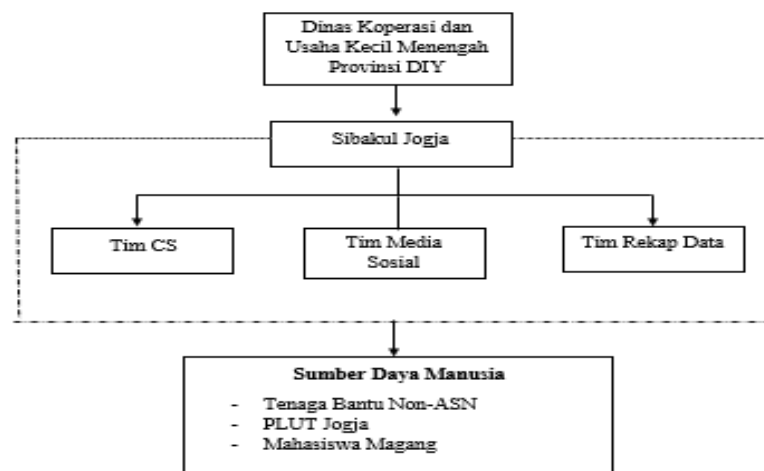 Dinas Koperasi dan
Usaha Kecil Menengah
Provinsi DIY
Sibakul Jogja
Tim CS
Tim Media
Sosial
Tim Rekap Data
Sumber Daya Manusia
- Tenaga Bantu Non-ASN
- PLUT Jogja
- Mahasiswa Magang